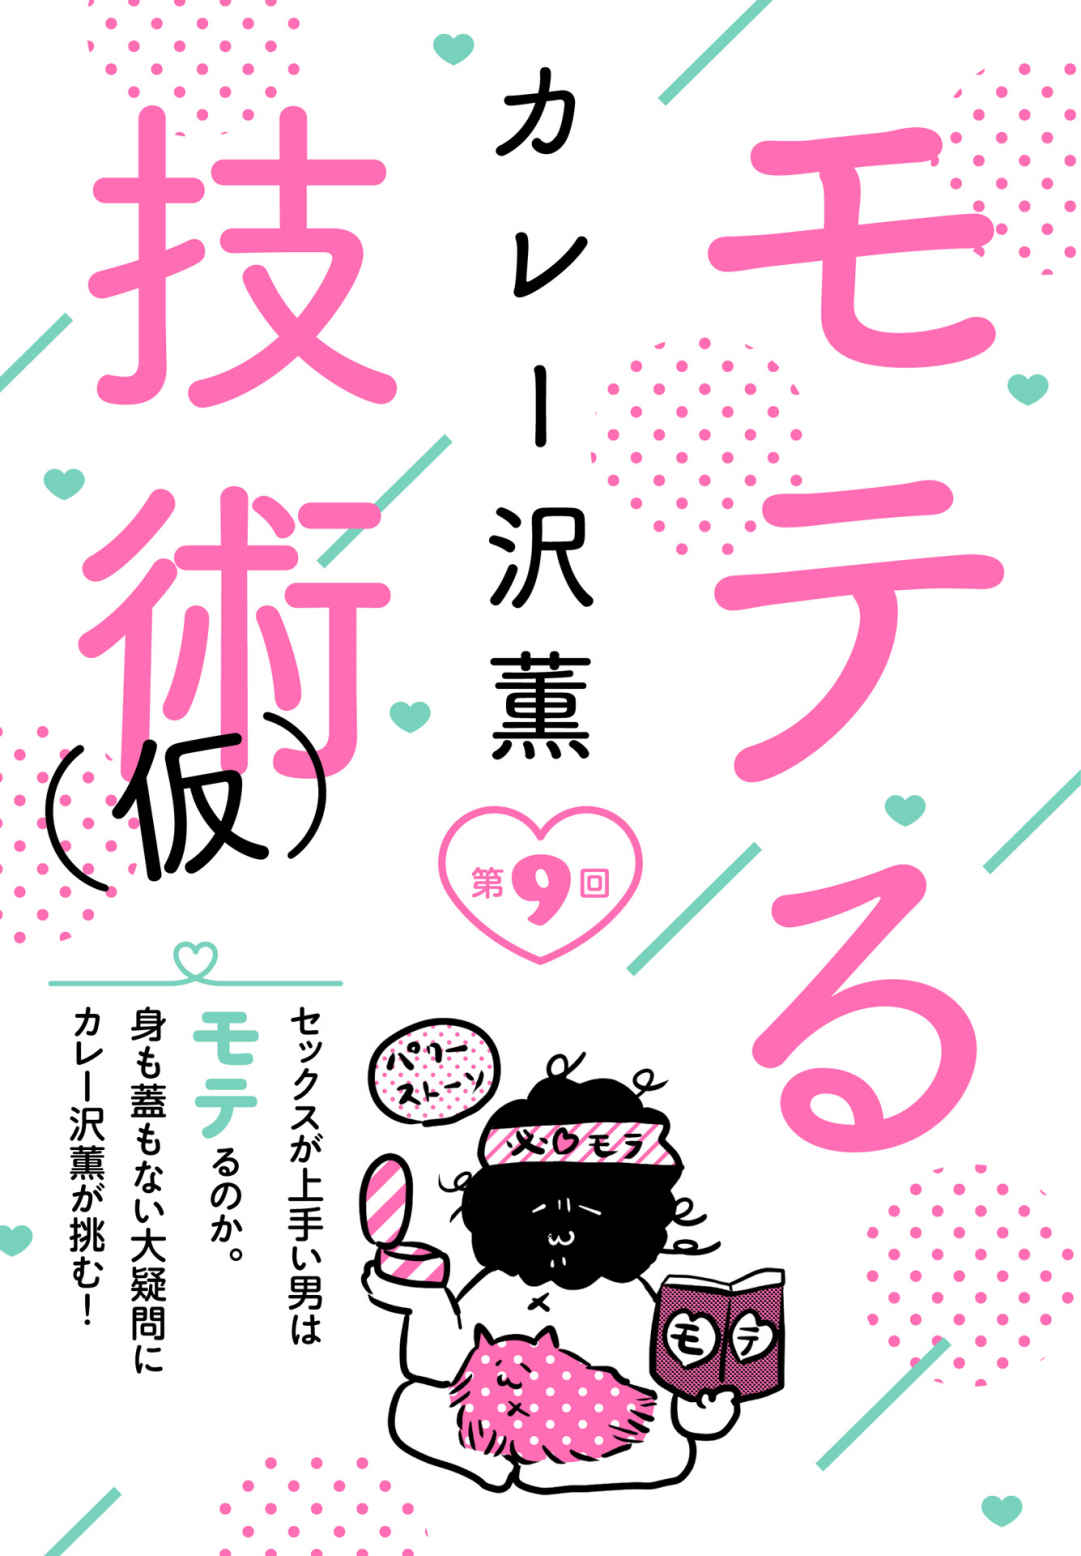 モテる
技術
（仮）
カレー沢薫
第9回
セックスが上手い男は
モテるのか。
身も蓋もない大疑問に
カレー沢薫が挑む！
パワー
ストーン
必♡モテ
モテ